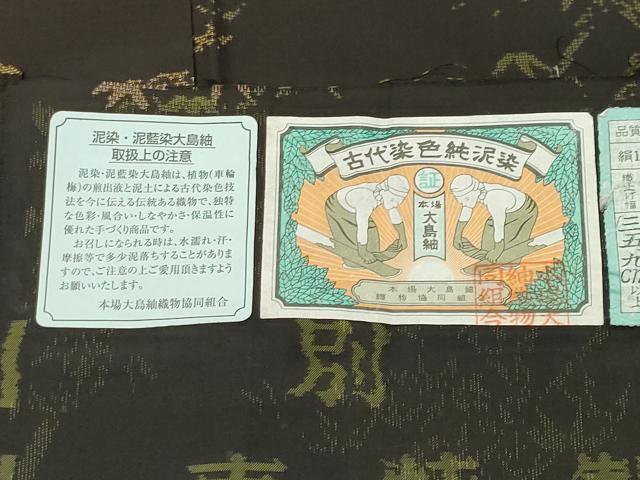 泥染・泥藍染大島紬
取扱上の注意
泥染・泥藍染大島紬は、植物(車輪
梅)の煎出液と泥土による古代染色技
法を今に伝える伝統ある織物で、独特
な色彩・風合い・しなやかさ・保温性に
優れた手づくり商品です。
お召しになられる時は、水濡れ・汗・
摩擦等で多少泥落ちすることがありま
すので、ご注意の上ご愛用頂きますよう
お願いいたします。
本場大島紬織物協同組合
古代染色純泥染
証
本場
大島紬
本場大島紬
織物協同組合
品質
絹1
三五九
別